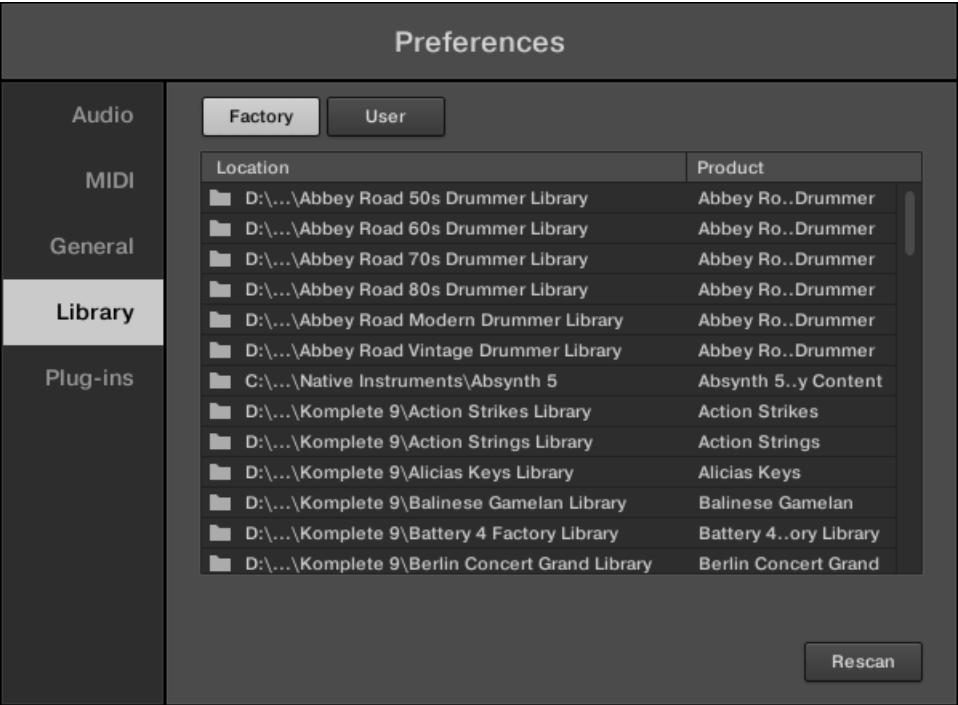 Preferences
Audio
MIDI
General
Library
Plug-ins
Factory User
Location Product
D:\...\Abbey Road 50s Drummer Library Abbey Ro..Drummer
D:\...\Abbey Road 60s Drummer Library Abbey Ro..Drummer
D:\...\Abbey Road 70s Drummer Library Abbey Ro..Drummer
D:\...\Abbey Road 80s Drummer Library Abbey Ro..Drummer
D:\...\Abbey Road Modern Drummer Library Abbey Ro..Drummer
D:\...\Abbey Road Vintage Drummer Library Abbey Ro..Drummer
C:\...\Native Instruments\Absynth 5 Absynth 5..y Content
D:\...\Komplete 9\Action Strikes Library Action Strikes
D:\...\Komplete 9\Action Strings Library Action Strings
D:\...\Komplete 9\Alicias Keys Library Alicias Keys
D:\...\Komplete 9\Balinese Gamelan Library Balinese Gamelan
D:\...\Komplete 9\Battery 4 Factory Library Battery 4..ory Library
D:\...\Komplete 9\Berlin Concert Grand Library Berlin Concert Grand
Rescan